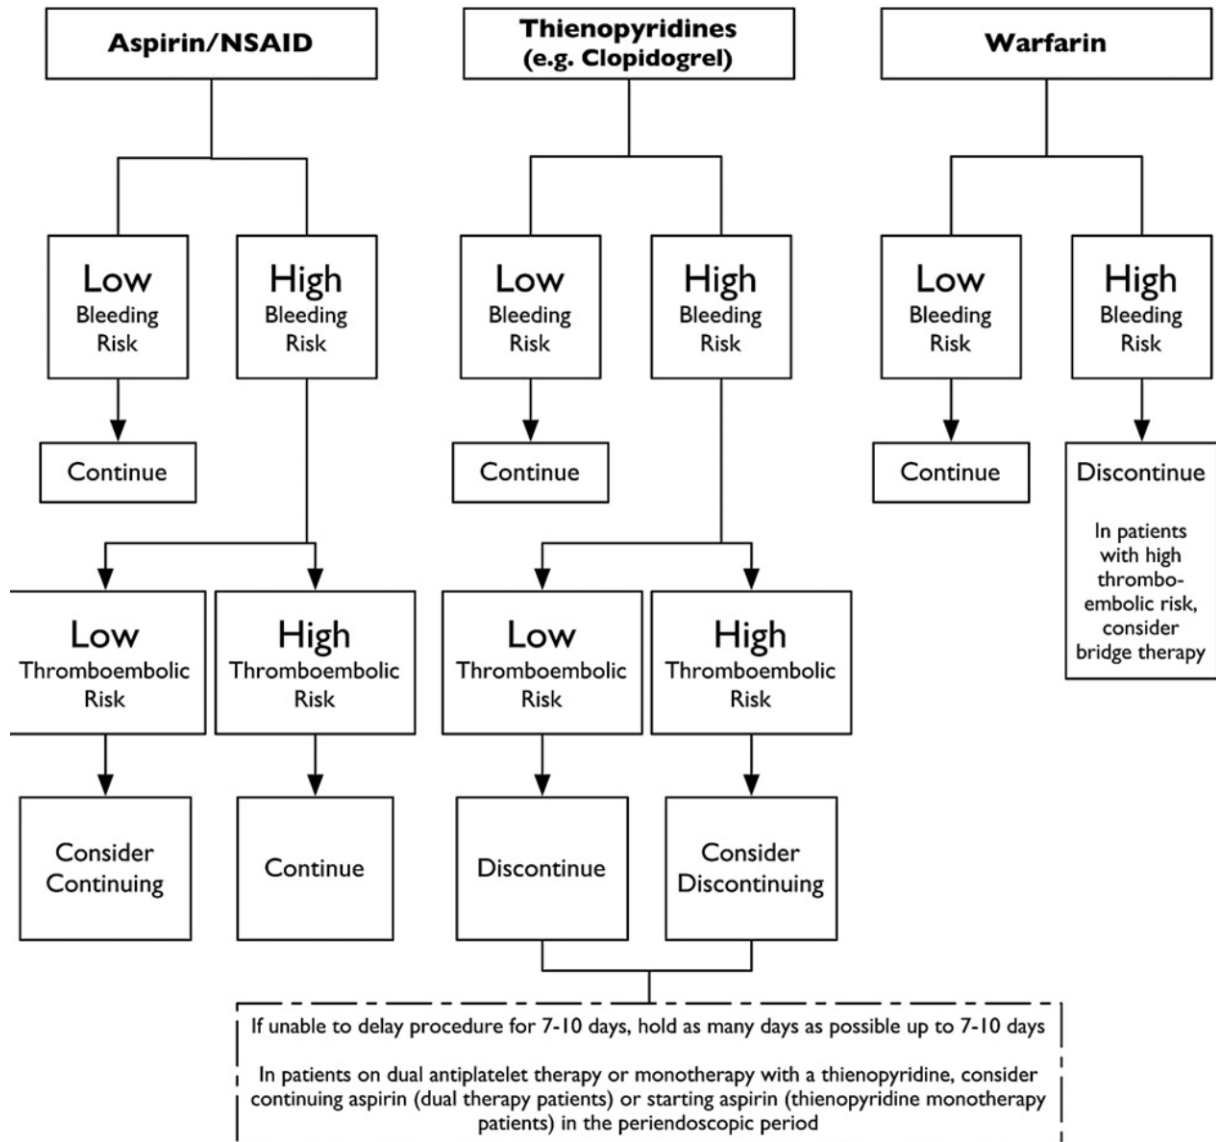 Aspirin/NSAID
Thienopyridines
(e.g. Clopidogrel)
Warfarin
Low
Bleeding
Risk
High
Bleeding
Risk
Low
Bleeding
Risk
High
Bleeding
Risk
Low
Bleeding
Risk
High
Bleeding
Risk
Continue
Continue
Continue
Discontinue
In patients
with high
thrombo-
embolic risk,
consider
bridge therapy
Low
Thromboembolic
Risk
High
Thromboembolic
Risk
Low
Thromboembolic
Risk
High
Thromboembolic
Risk
Consider
Continuing
Continue
Discontinue
Consider
Discontinuing
If unable to delay procedure for 7-10 days, hold as many days as possible up to 7-10 days
In patients on dual antiplatelet therapy or monotherapy with a thienopyridine, consider
continuing aspirin (dual therapy patients) or starting aspirin (thienopyridine monotherapy
patients) in the periendoscopic period